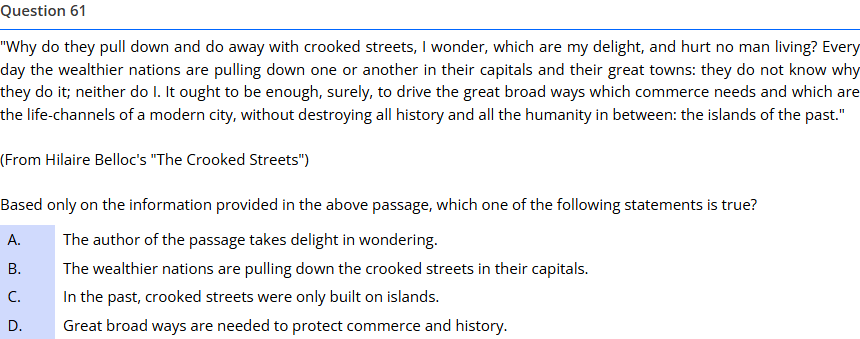 Question 61
"Why do they pull down and do away with crooked streets, I wonder, which are my delight, and hurt no man living? Every
day the wealthier nations are pulling down one or another in their capitals and their great towns: they do not know why
they do it; neither do I. It ought to be enough, surely, to drive the great broad ways which commerce needs and which are
the life-channels of a modern city, without destroying all history and all the humanity in between: the islands of the past."
(From Hilaire Belloc's "The Crooked Streets")
Based only on the information provided in the above passage, which one of the following statements is true?
A. The author of the passage takes delight in wondering.
B. The wealthier nations are pulling down the crooked streets in their capitals.
C. In the past, crooked streets were only built on islands.
D. Great broad ways are needed to protect commerce and history.